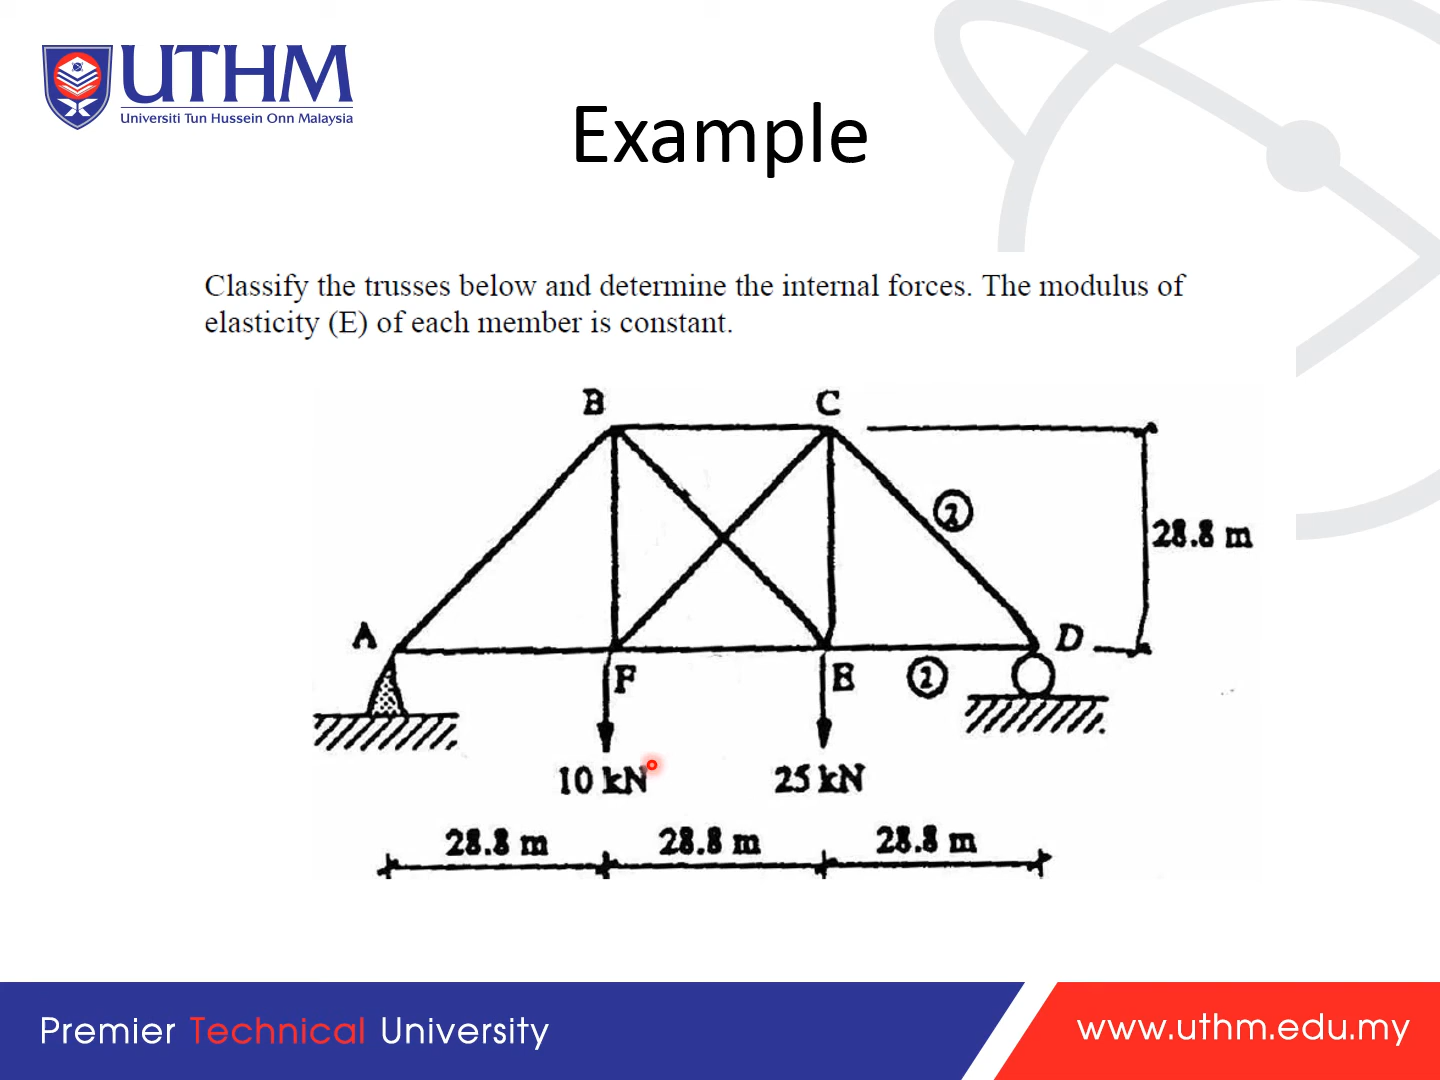 UTHM
Universiti Tun Hussein Onn Malaysia
Example
Classify the trusses below and determine the internal forces. The modulus of
elasticity (E) of each member is constant.
B
C
2
28.8 m
A
D
F
E
2
10 kN
25 kN
28.8 m
28.8 m
28.8 m
Premier Technical University
www.uthm.edu.my